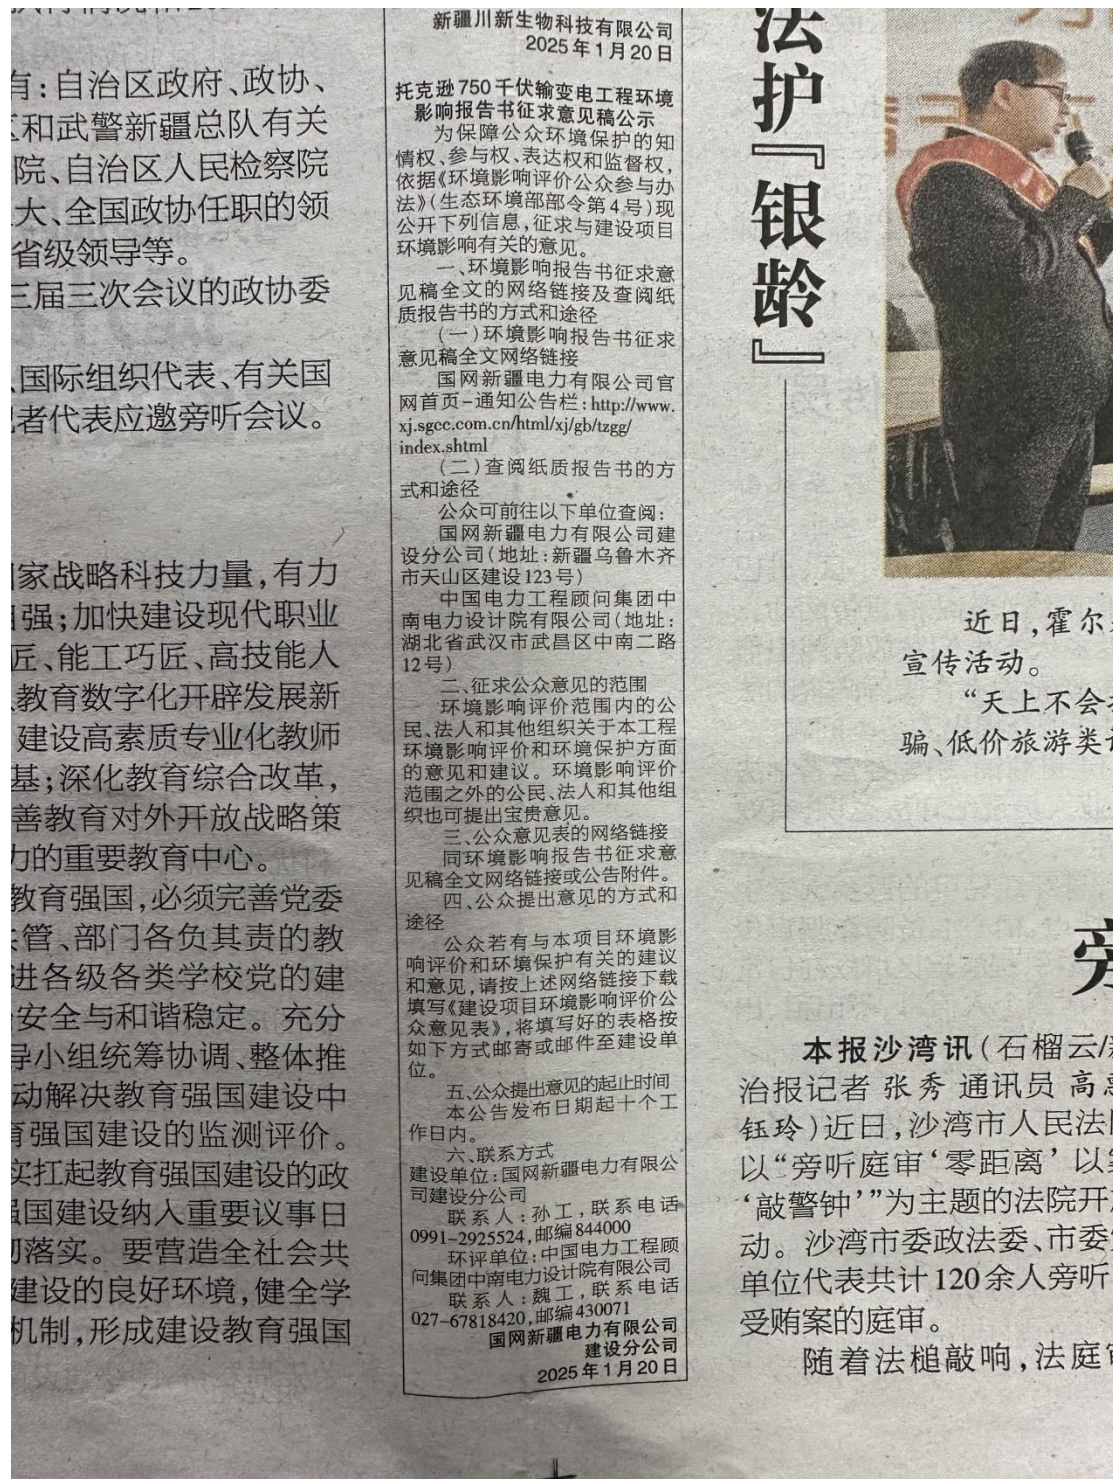 有：自治区政府、政协、
和武警新疆总队有关
院、自治区人民检察院
大、全国政协任职的领
省级领导等。
三届三次会议的政协委
国际组织代表、有关国
者代表应邀旁听会议。
家战略科技力量，有力
自强；加快建设现代职业
匠、能工巧匠、高技能人
教育数字化开辟发展新
建设高素质专业化教师
基；深化教育综合改革，
善教育对外开放战略策
力的重要教育中心。
教育强国，必须完善党委
管、部门各负其责的教
进各级各类学校党的建
安全与和谐稳定。充分
导小组统筹协调、整体推
动解决教育强国建设中
育强国建设的监测评价。
实扛起教育强国建设的政
强国建设纳入重要议事日
落实。要营造全社会共
建设的良好环境，健全学
机制，形成建设教育强国
新疆川新生物科技有限公司
2025年1月20日
托克逊750千伏输变电工程环境
影响报告书征求意见稿公示
为保障公众环境保护的知
情权、参与权、表达权和监督权，
依据《环境影响评价公众参与办
法》（生态环境部部令第4号）现
公开下列信息，征求与建设项目
环境影响有关的意见。
一、环境影响报告书征求意
见稿全文的网络链接及查阅纸
质报告书的方式和途径
（一）环境影响报告书征求
意见稿全文网络链接
国网新疆电力有限公司官
网首页-通知公告栏：http://www.
xj.sgcc.com.cn/html/xj/gb/tzgg/
index.shtml
（二）查阅纸质报告书的方
式和途径
公众可前往以下单位查阅：
国网新疆电力有限公司建
设分公司（地址：新疆乌鲁木齐
市天山区建设123号）
中国电力工程顾问集团中
南电力设计院有限公司（地址：
湖北省武汉市武昌区中南二路
12号）
二、征求公众意见的范围
环境影响评价范围内的公
民、法人和其他组织关于本工程
环境影响评价和环境保护方面
的意见和建议。环境影响评价
范围之外的公民、法人和其他组
织也可提出宝贵意见。
三、公众意见表的网络链接
同环境影响报告书征求意
见稿全文网络链接或公告附件。
四、公众提出意见的方式和
途径
公众若有与本项目环境影
响评价和环境保护有关的建议
和意见，请按上述网络链接下载
填写《建设项目环境影响评价公
众意见表》，将填写好的表格按
如下方式邮寄或邮件至建设单
位。
五、公众提出意见的起止时间
本公告发布日期起十个工
作日内。
六、联系方式
建设单位：国网新疆电力有限公
司建设分公司
联系人：孙工，联系电话
0991-2925524，邮编844000
环评单位：中国电力工程顾
问集团中南电力设计院有限公司
联系人：魏工，联系电话
027-67818420，邮编430071
国网新疆电力有限公司
建设分公司
2025年1月20日
法护『银龄』
近日，霍尔
宣传活动。
“天上不会
骗、低价旅游类
旁
本报沙湾讯（石榴云/
治报记者 张秀 通讯员 高
钰玲）近日，沙湾市人民法
以“旁听庭审‘零距离’ 以
‘敲警钟’”为主题的法院开
动。沙湾市委政法委、市委
单位代表共计120余人旁听
受贿案的庭审。
随着法槌敲响，法庭